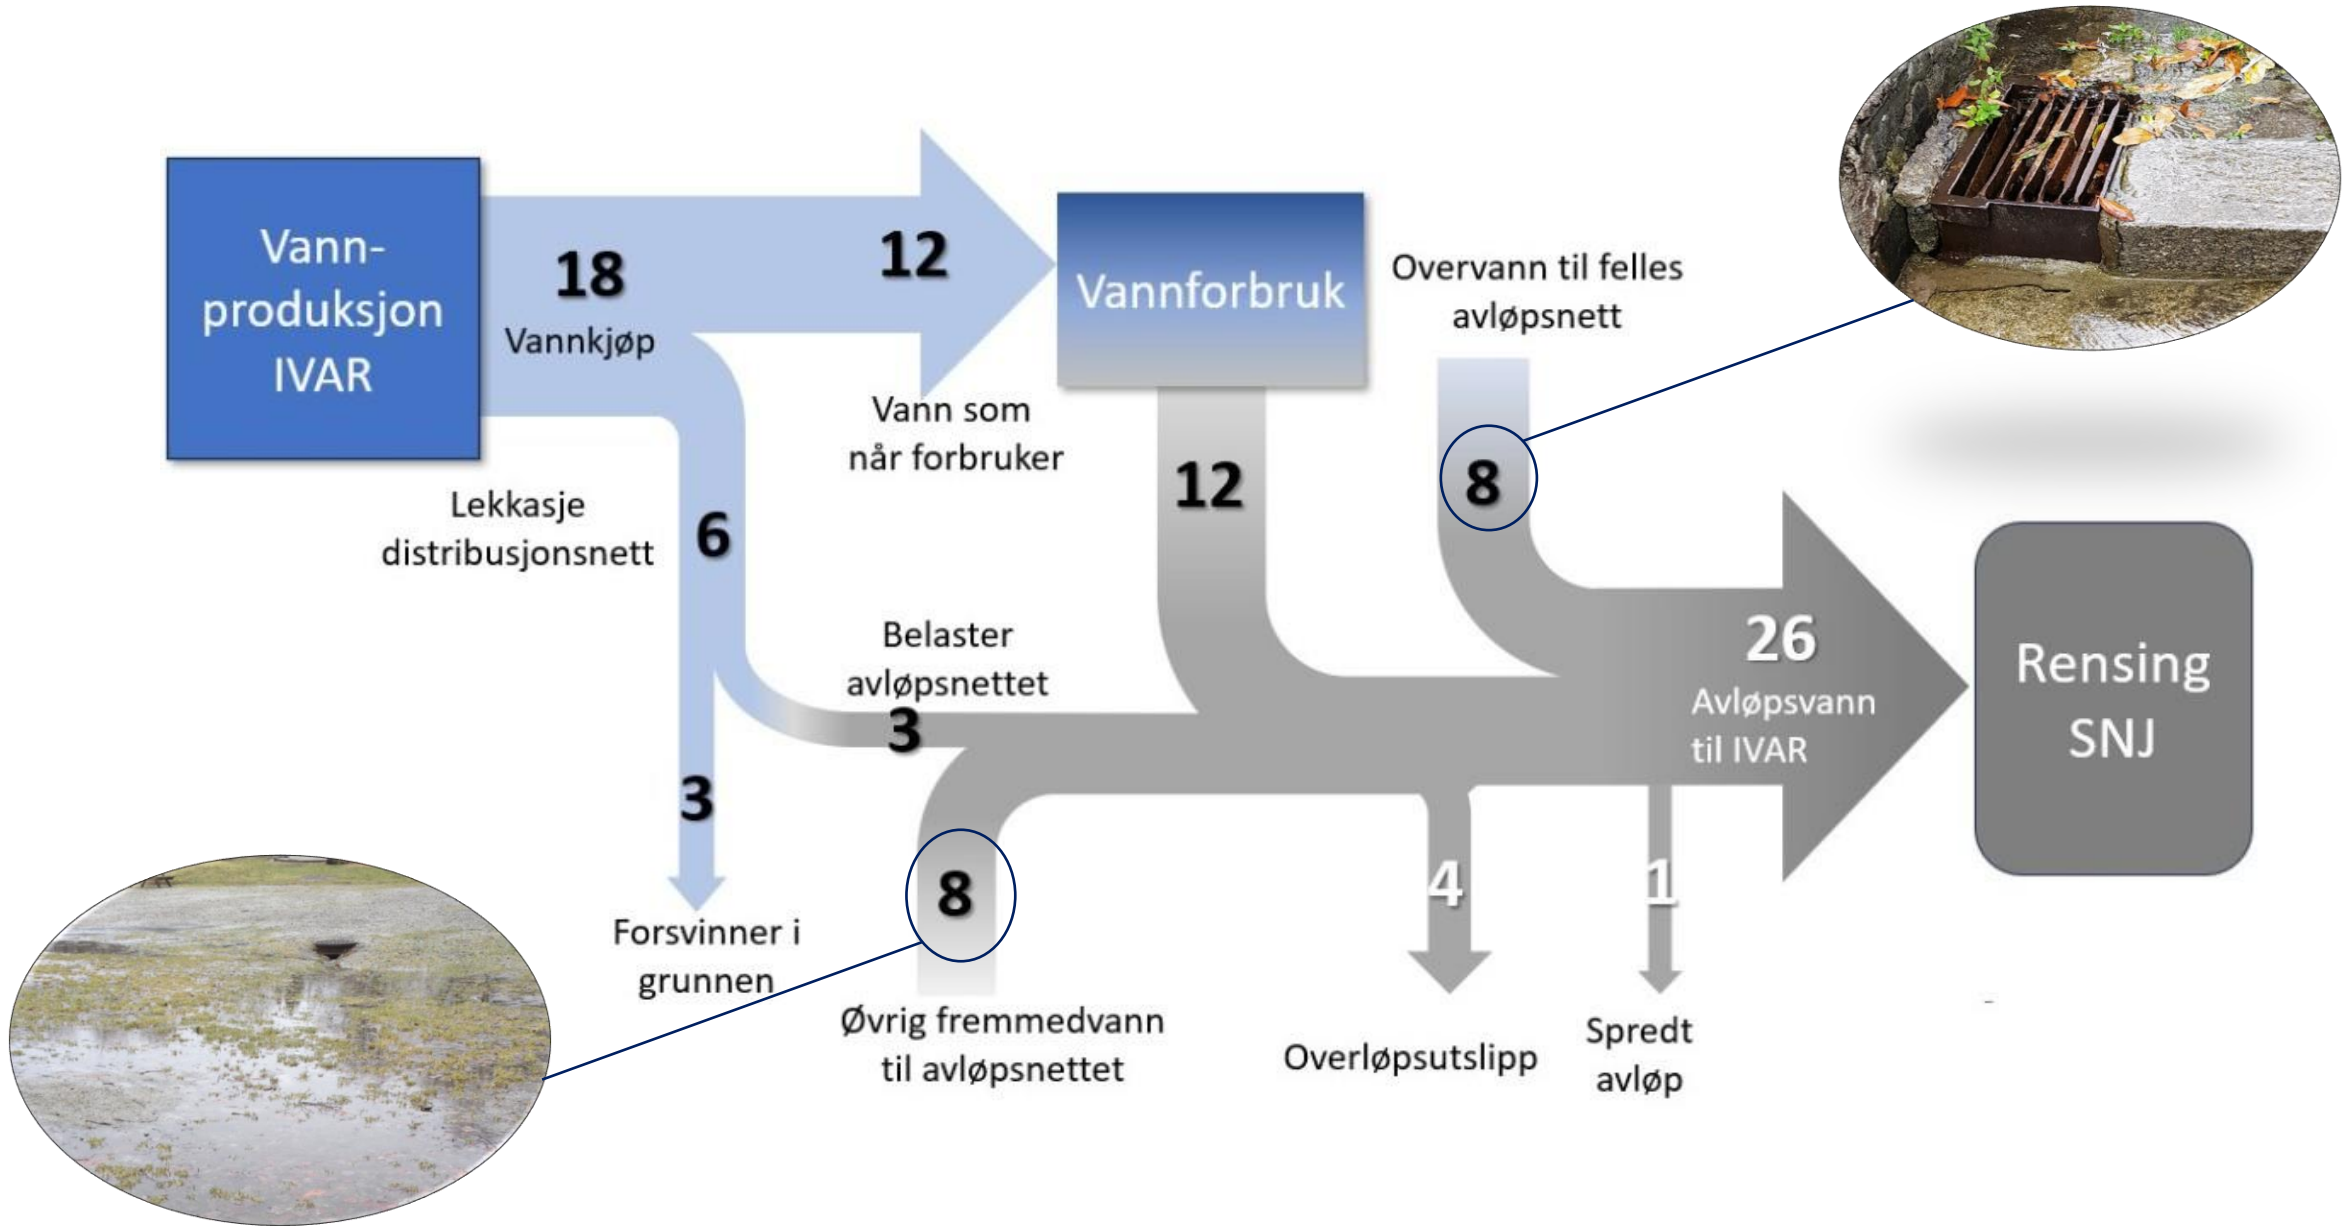 Vann-
produksjon
IVAR
18
Vannkjøp
12
Vann som
når forbruker
Vannforbruk
Overvann til felles
avløpsnett
8
12
Lekkasje
distribusjonsnett
6
Belaster
avløpsnettet
3
3
Forsvinner i
grunnen
8
Øvrig fremmedvann
til avløpsnettet
4
Overløpsutslipp
1
Spredt
avløp
26
Avløpsvann
til IVAR
Rensing
SNJ